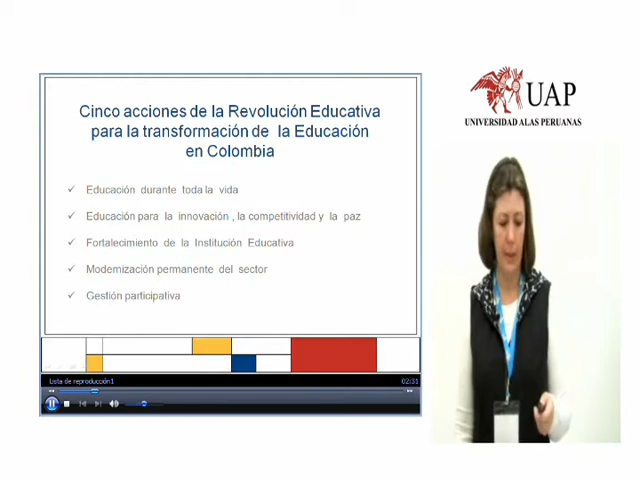 Cinco acciones de la Revolución Educativa
para la transformación de la Educación
en Colombia
✓ Educación durante toda la vida
✓ Educación para la innovación , la competitividad y la paz
✓ Fortalecimiento de la Institución Educativa
✓ Modernización permanente del sector
✓ Gestión participativa
Lista de reproducción1
02:31
UAP
UNIVERSIDAD ALAS PERUANAS